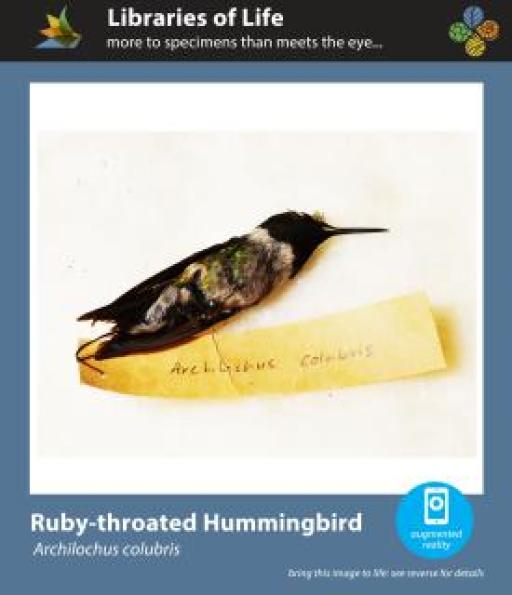 Libraries of Life
more to specimens than meets the eye...
Archilochus colubris
Ruby-throated Hummingbird
Archilochus colubris
augmented
reality
bring this image to life: see reverse for details